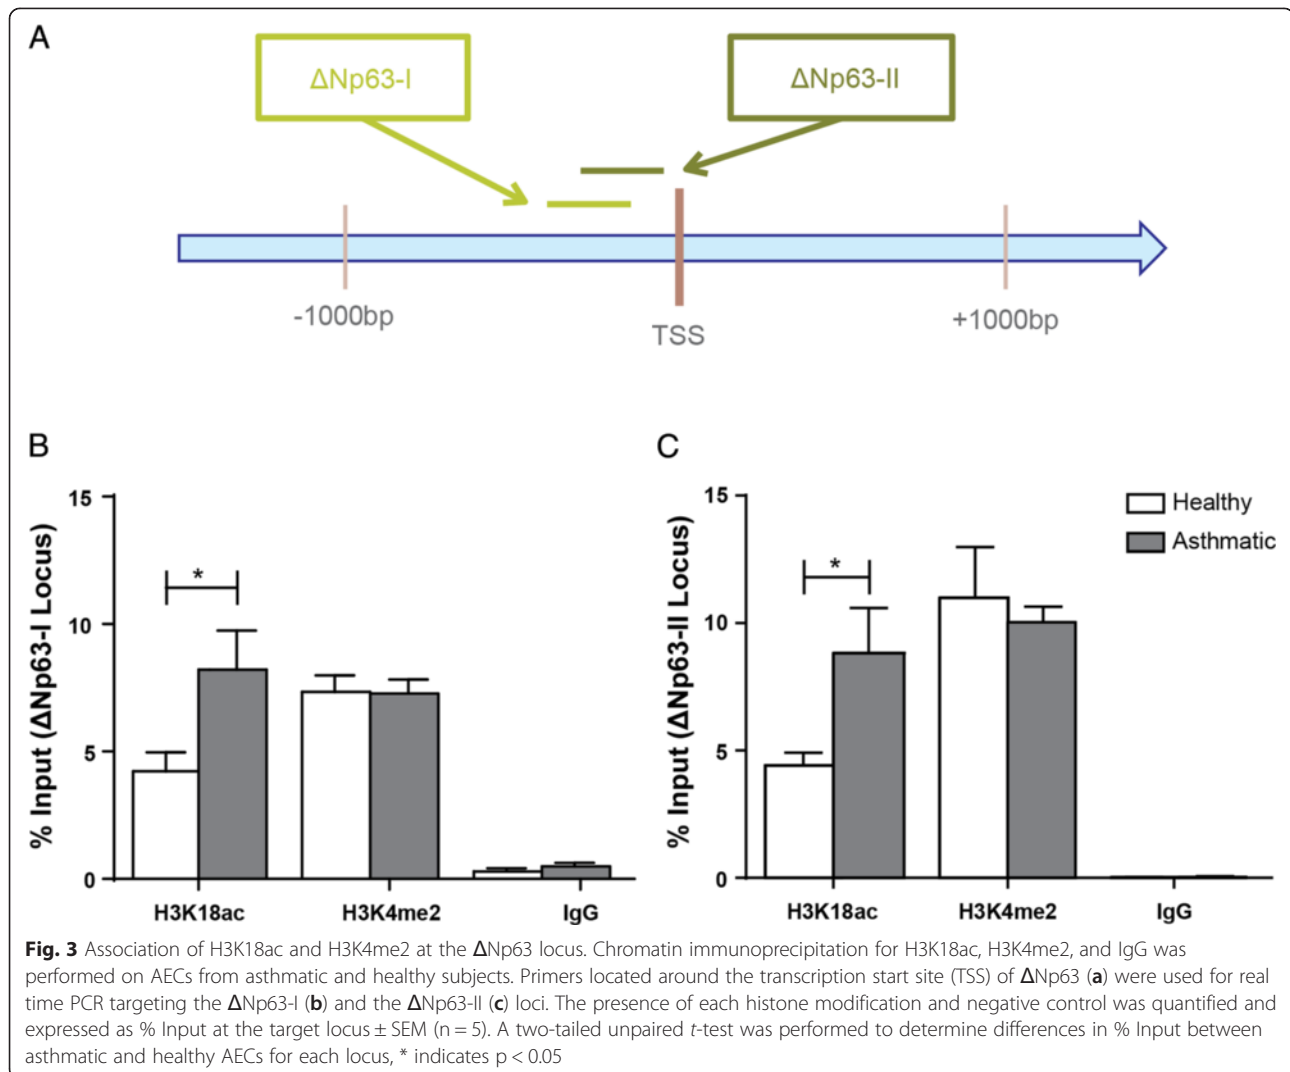 A
ΔNp63-I
ΔNp63-II
-1000bp
TSS
+1000bp
B
% Input (ΔNp63-I Locus)
15
10
5
0
*
H3K18ac
H3K4me2
IgG
C
% Input (ΔNp63-II Locus)
15
10
5
0
*
Healthy
Asthmatic
H3K18ac
H3K4me2
IgG
Fig. 3 Association of H3K18ac and H3K4me2 at the ΔNp63 locus. Chromatin immunoprecipitation for H3K18ac, H3K4me2, and IgG was
performed on AECs from asthmatic and healthy subjects. Primers located around the transcription start site (TSS) of ΔNp63 (a) were used for real
time PCR targeting the ΔNp63-I (b) and the ΔNp63-II (c) loci. The presence of each histone modification and negative control was quantified and
expressed as % Input at the target locus ± SEM (n = 5). A two-tailed unpaired t-test was performed to determine differences in % Input between
asthmatic and healthy AECs for each locus, * indicates p < 0.05